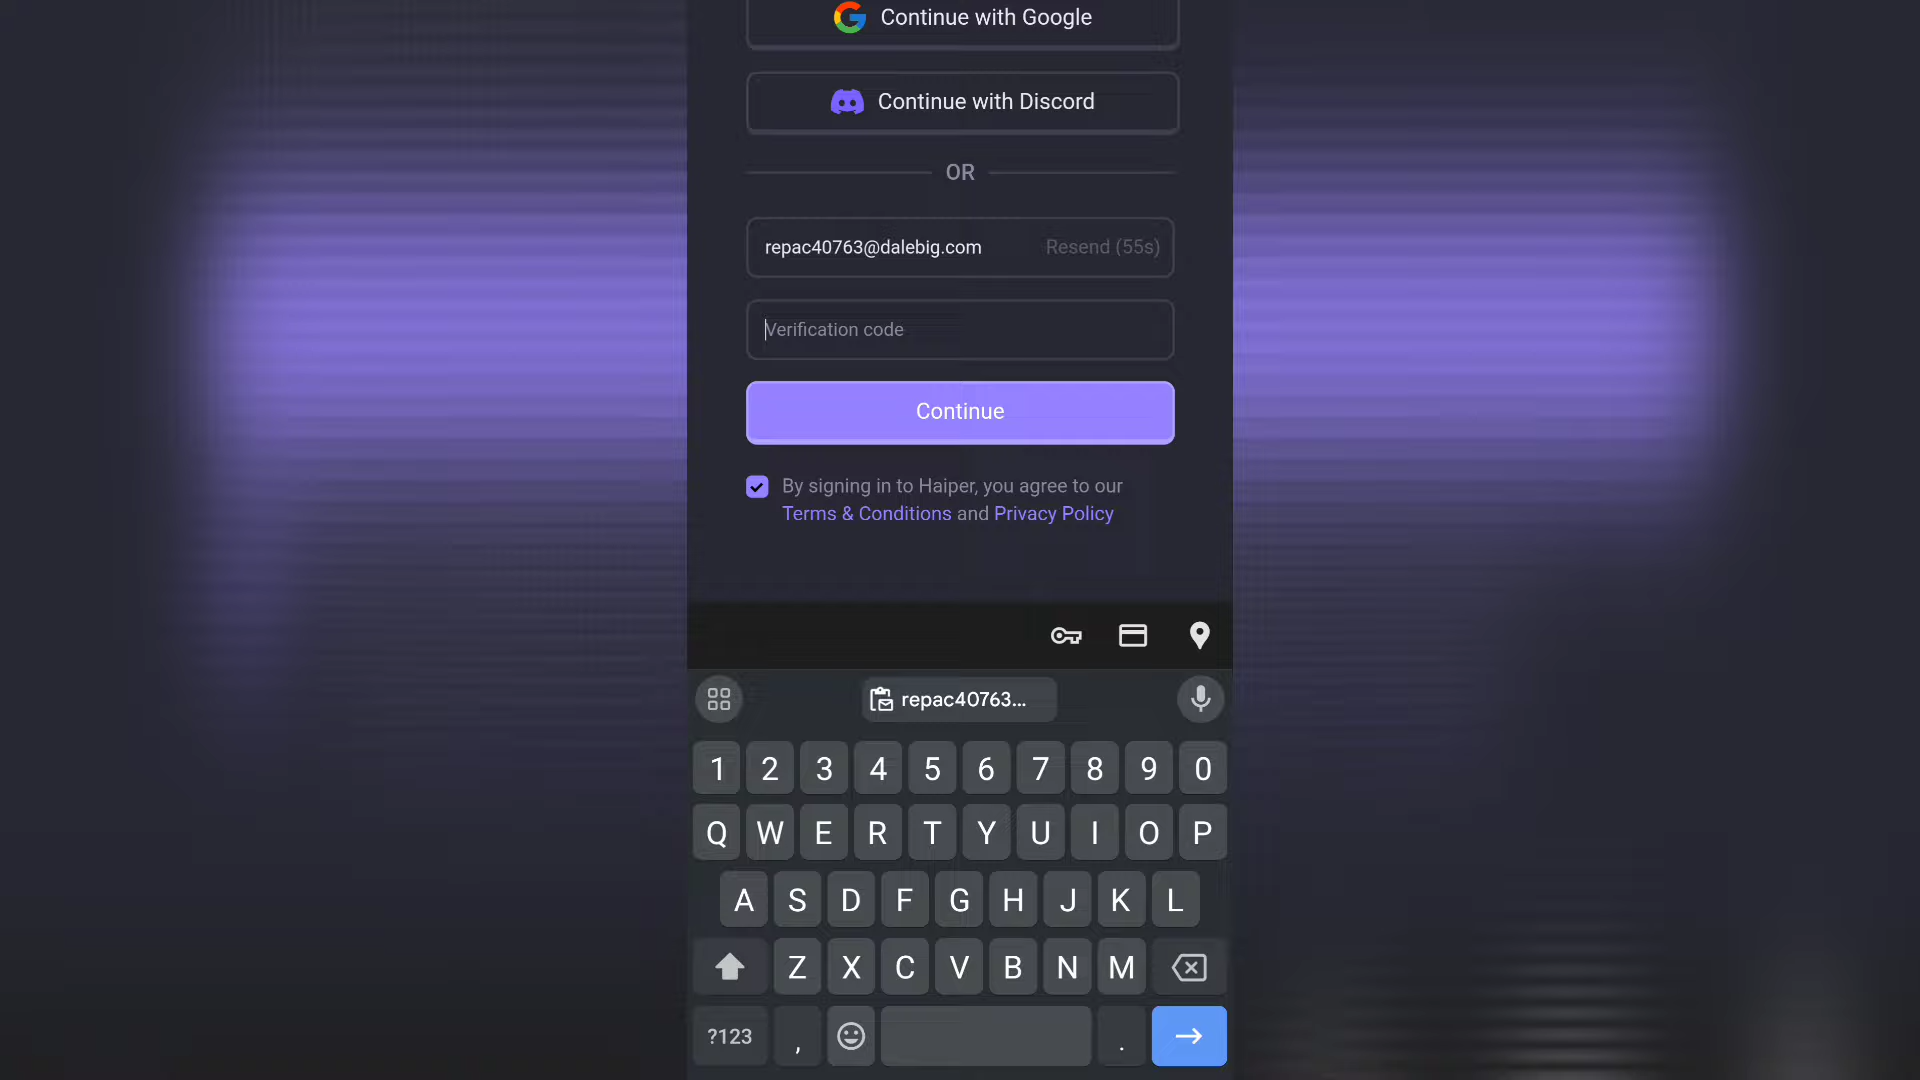 Continue with Google
Continue with Discord
OR
repac40763@dalebig.com Resend (55s)
Verification code
Continue
By signing in to Haiper, you agree to our
Terms & Conditions and Privacy Policy
repac40763...
1 2 3 4 5 6 7 8 9 0
Q W E R T Y U I O P
A S D F G H J K L
Z X C V B N M
?123 , .